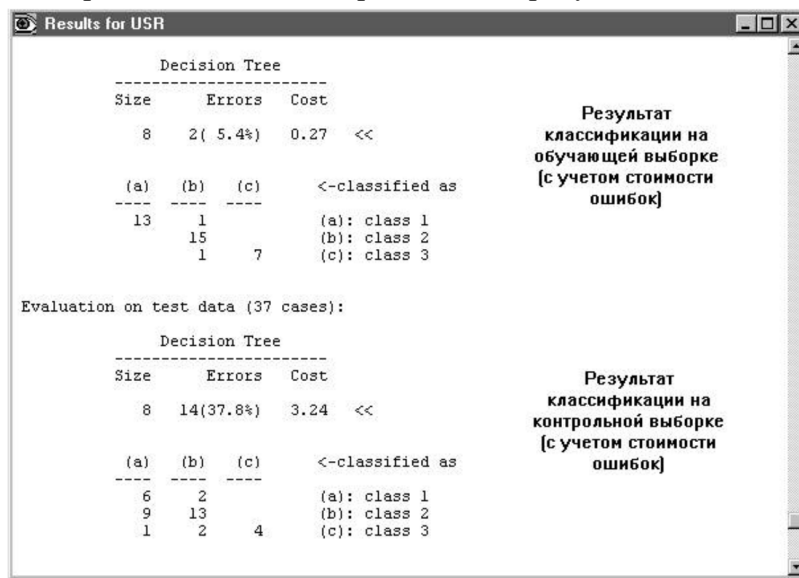 Results for USR
Decision Tree
-----------------------
Size Errors Cost
8 2( 5.4%) 0.27 <<
(a) (b) (c) <-classified as
---- ---- ----
13 1 (a): class 1
15 (b): class 2
1 7 (c): class 3
Результат
классификации на
обучающей выборке
(с учетом стоимости
ошибок)
Evaluation on test data (37 cases):
Decision Tree
-----------------------
Size Errors Cost
8 14(37.8%) 3.24 <<
(a) (b) (c) <-classified as
---- ---- ----
6 2 (a): class 1
9 13 (b): class 2
1 2 4 (c): class 3
Результат
классификации на
контрольной выборке
(с учетом стоимости
ошибок)